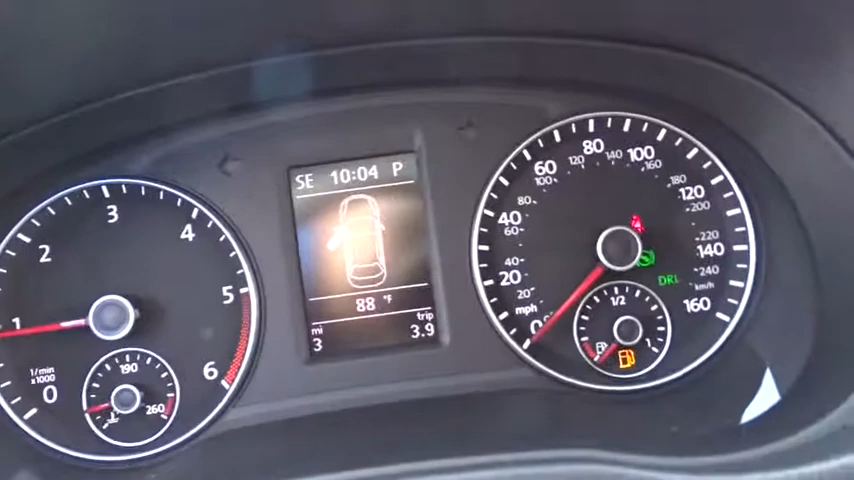 SE 10:04 P
88 °F
mi trip
3 3.9
0 1 2 3 4 5 6
1/min
x1000
190
260
0 20 40 60 80 100 120 140 160
mph
20 40 60 80 100 120 140 160 180 200 220 240
km/h
DRL
1/2
1